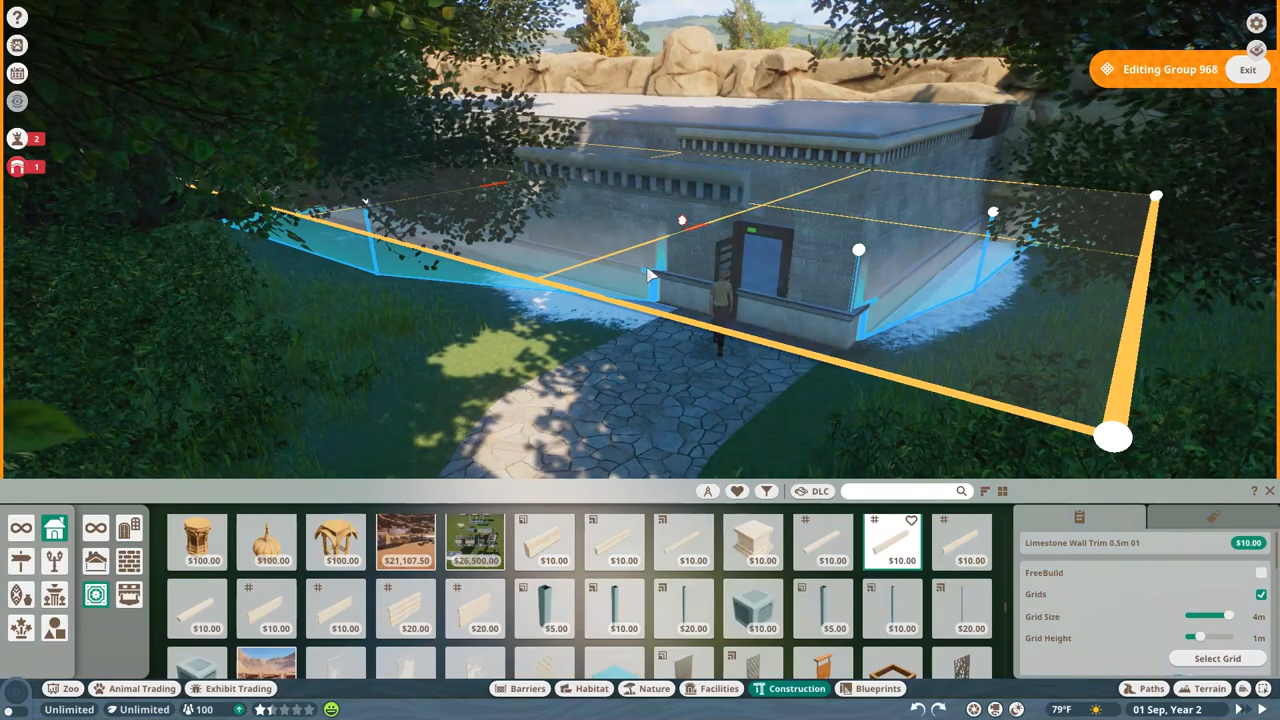 ?
Editing Group 968
Exit
2
1
DLC
?
$100.00
$100.00
$100.00
$21,107.50
$26,500.00
$10.00
$10.00
$10.00
$10.00
$10.00
$10.00
$10.00
$10.00
$10.00
$10.00
$20.00
$20.00
$5.00
$10.00
$20.00
$10.00
$5.00
$10.00
$20.00
Limestone Wall Trim 0.5m 01 $10.00
FreeBuild
Grids
Grid Size 4m
Grid Height 1m
Select Grid
Zoo Animal Trading Exhibit Trading Barriers Habitat Nature Facilities Construction Blueprints Paths Terrain
Unlimited Unlimited 100 79°F 01 Sep, Year 2